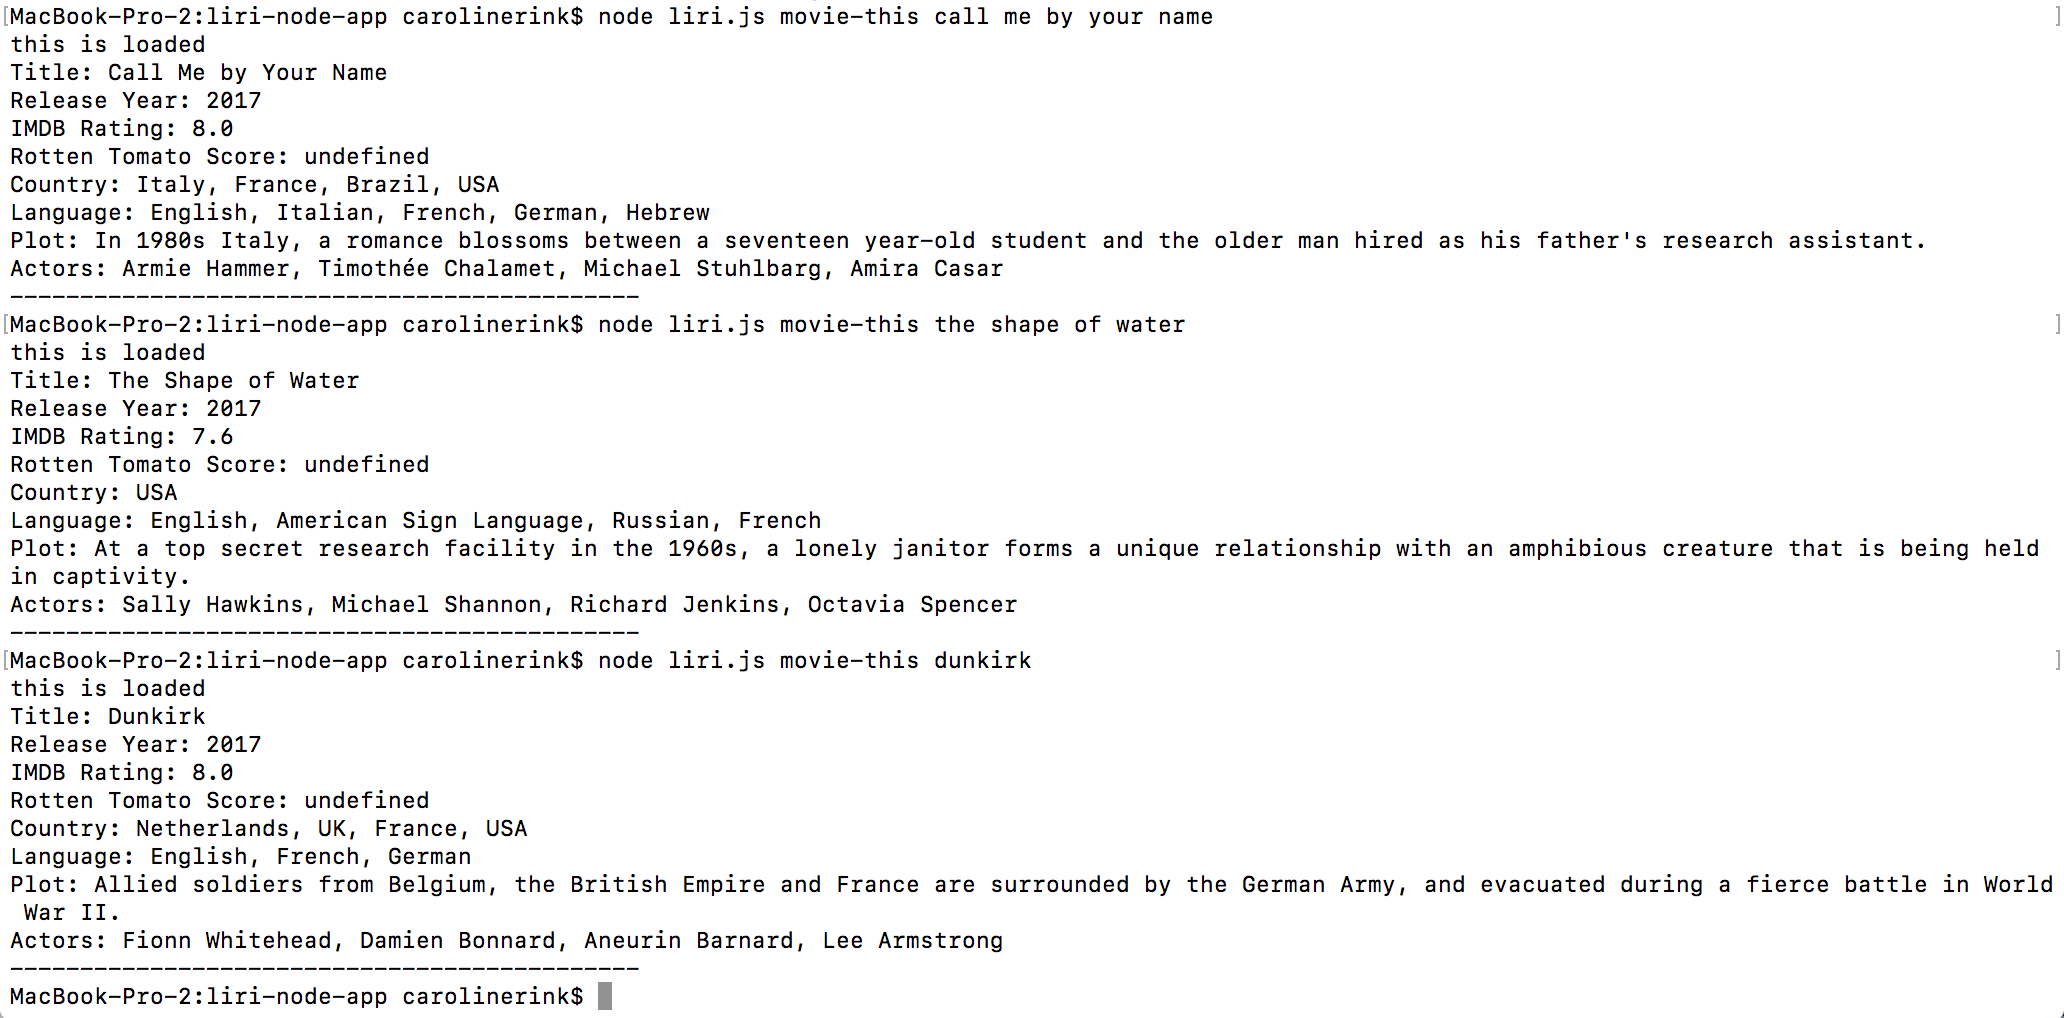 [MacBook-Pro-2:liri-node-app carolinerink$ node liri.js movie-this call me by your name ]
this is loaded
Title: Call Me by Your Name
Release Year: 2017
IMDB Rating: 8.0
Rotten Tomato Score: undefined
Country: Italy, France, Brazil, USA
Language: English, Italian, French, German, Hebrew
Plot: In 1980s Italy, a romance blossoms between a seventeen year-old student and the older man hired as his father's research assistant.
Actors: Armie Hammer, Timothée Chalamet, Michael Stuhlbarg, Amira Casar
---------------------------------------------
[MacBook-Pro-2:liri-node-app carolinerink$ node liri.js movie-this the shape of water ]
this is loaded
Title: The Shape of Water
Release Year: 2017
IMDB Rating: 7.6
Rotten Tomato Score: undefined
Country: USA
Language: English, American Sign Language, Russian, French
Plot: At a top secret research facility in the 1960s, a lonely janitor forms a unique relationship with an amphibious creature that is being held
in captivity.
Actors: Sally Hawkins, Michael Shannon, Richard Jenkins, Octavia Spencer
---------------------------------------------
[MacBook-Pro-2:liri-node-app carolinerink$ node liri.js movie-this dunkirk ]
this is loaded
Title: Dunkirk
Release Year: 2017
IMDB Rating: 8.0
Rotten Tomato Score: undefined
Country: Netherlands, UK, France, USA
Language: English, French, German
Plot: Allied soldiers from Belgium, the British Empire and France are surrounded by the German Army, and evacuated during a fierce battle in World
War II.
Actors: Fionn Whitehead, Damien Bonnard, Aneurin Barnard, Lee Armstrong
---------------------------------------------
MacBook-Pro-2:liri-node-app carolinerink$